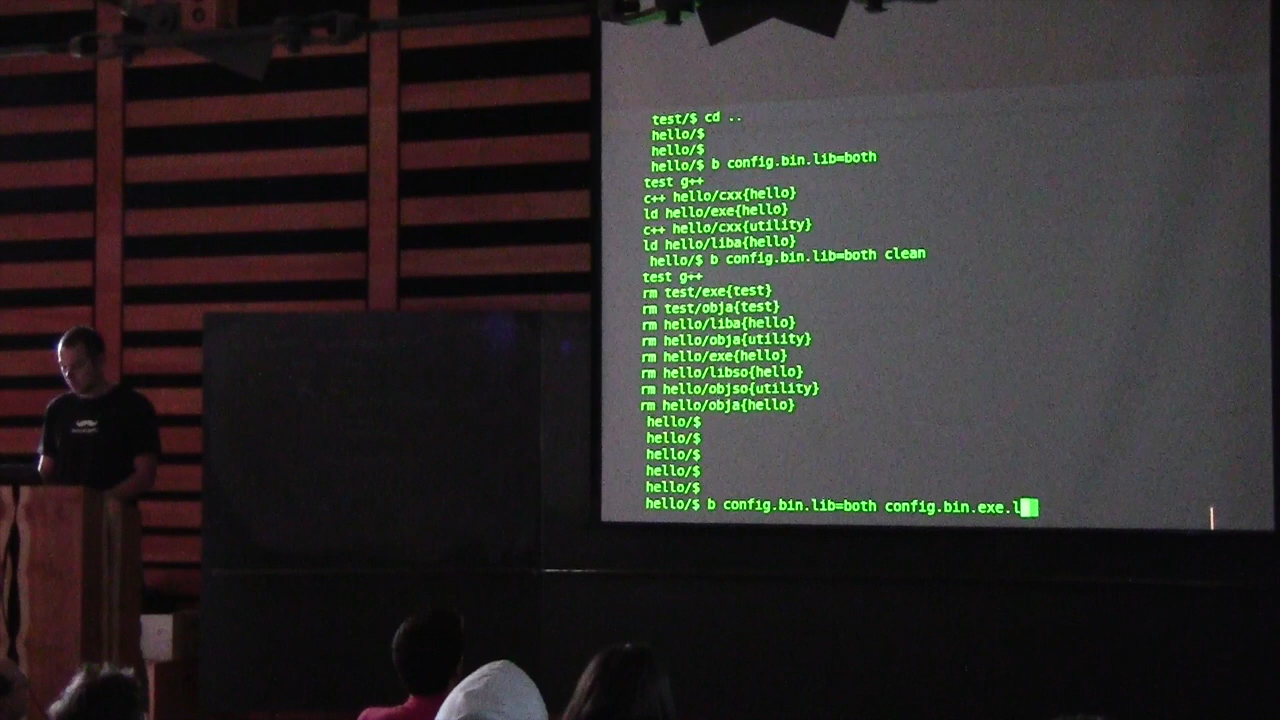 test/$ cd ..
hello/$
hello/$
hello/$ b config.bin.lib=both
test g++
c++ hello/cxx{hello}
ld hello/exe{hello}
c++ hello/cxx{utility}
ld hello/liba{hello}
hello/$ b config.bin.lib=both clean
test g++
rm test/exe{test}
rm test/obja{test}
rm hello/liba{hello}
rm hello/obja{utility}
rm hello/exe{hello}
rm hello/libso{hello}
rm hello/objso{utility}
rm hello/obja{hello}
hello/$
hello/$
hello/$
hello/$
hello/$
hello/$ b config.bin.lib=both config.bin.exe.l